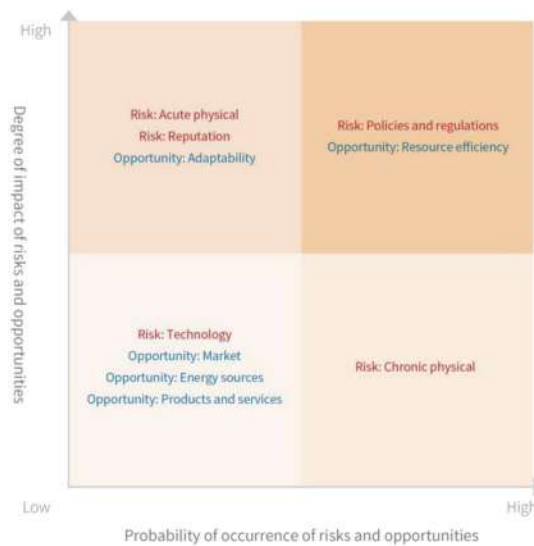 High
Degree of impact of risks and opportunities
Risk: Acute physical
Risk: Reputation
Opportunity: Adaptability
Risk: Policies and regulations
Opportunity: Resource efficiency
Risk: Technology
Opportunity: Market
Opportunity: Energy sources
Opportunity: Products and services
Risk: Chronic physical
Low
High
Probability of occurrence of risks and opportunities